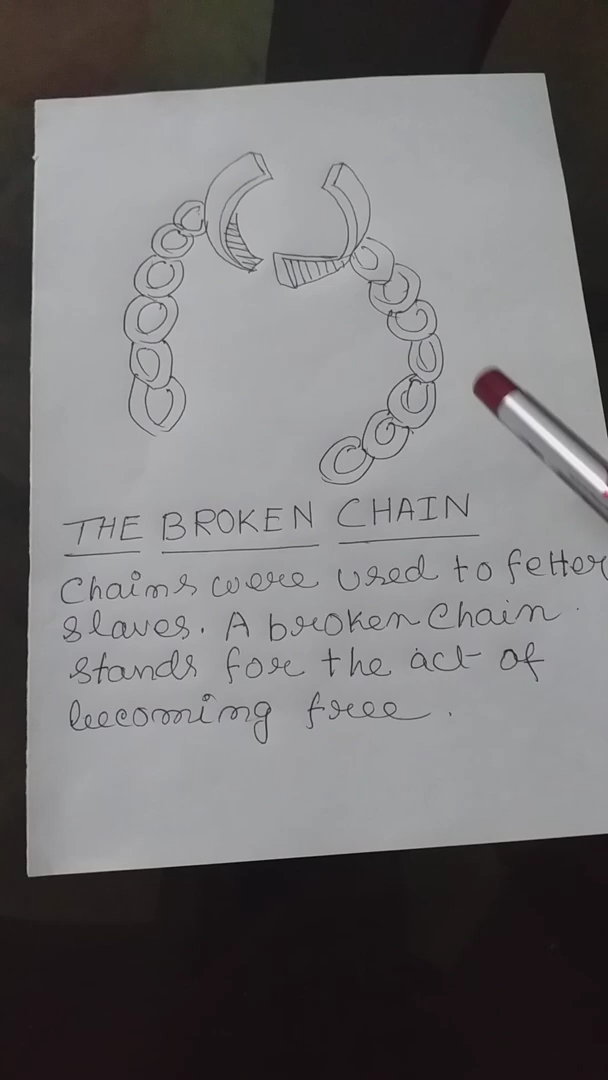 THE BROKEN CHAIN
Chains were used to fetter
slaves. A broken chain
stands for the act of
becoming free.